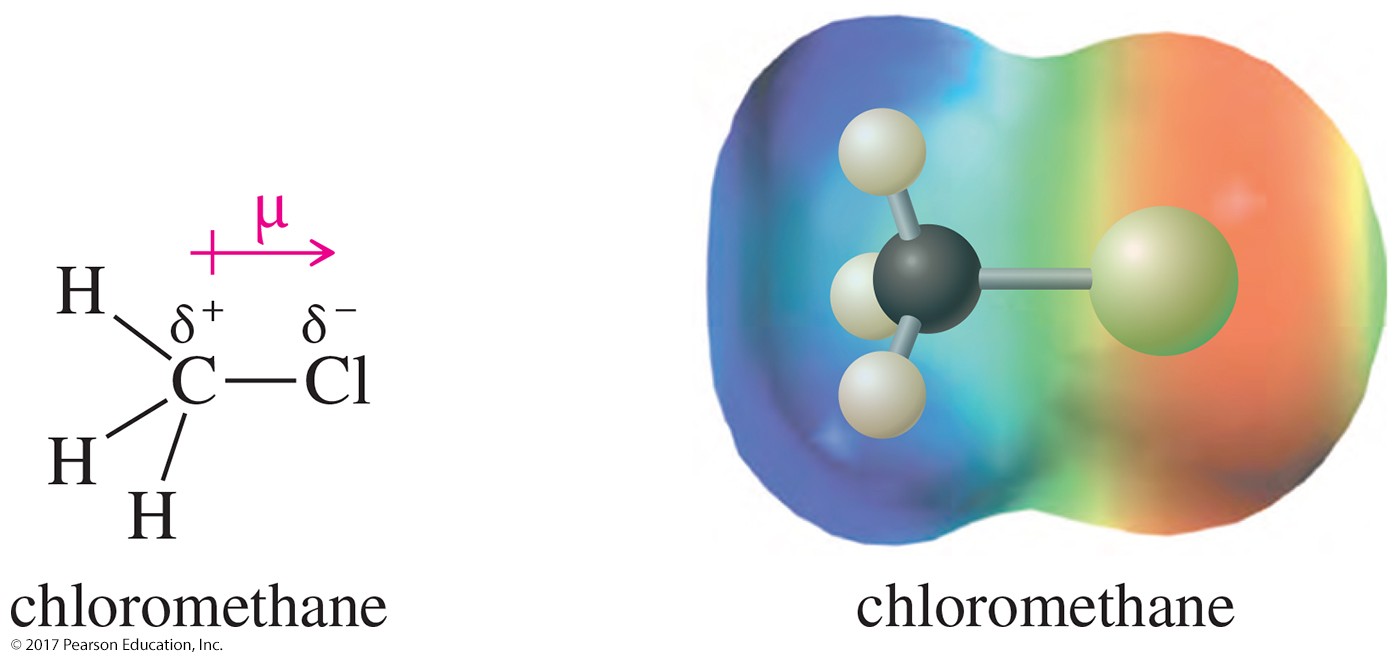 μ
H
δ+ δ−
C Cl
H
H
chloromethane
© 2017 Pearson Education, Inc.
chloromethane